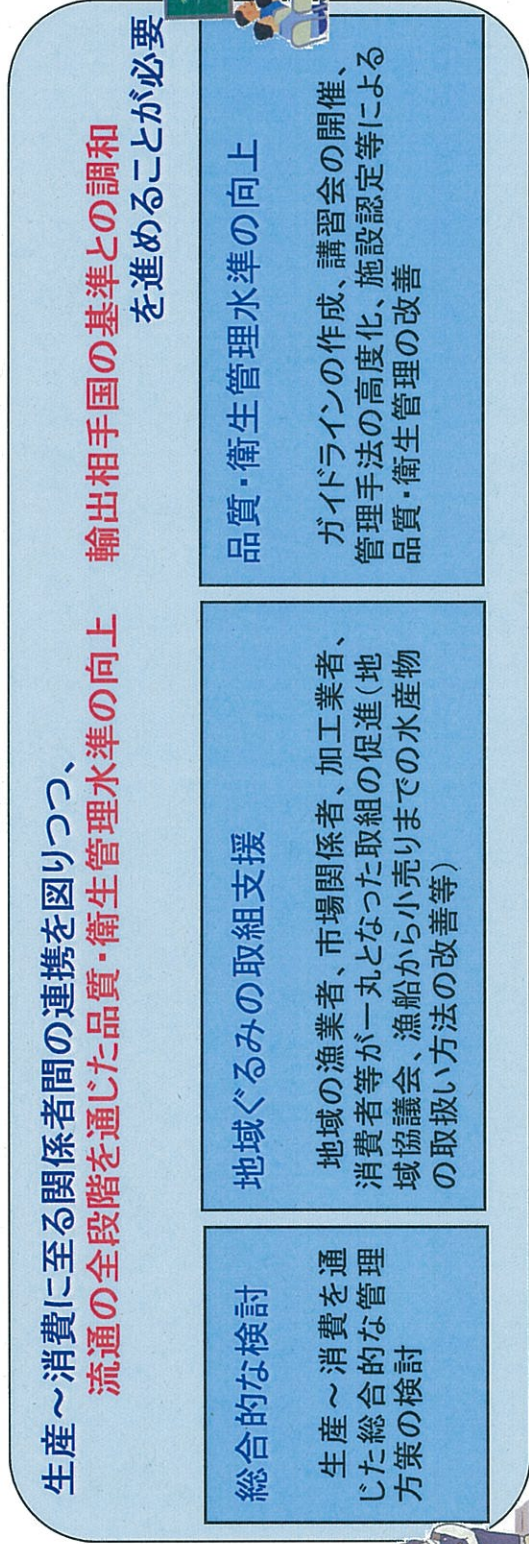 生産～消費に至る関係者間の連携を図りつつ、
流通の全段階を通じた品質・衛生管理水準の向上　輸出相手国の基準との調和
を進めることが必要
総合的な検討
生産～消費を通
じた総合的な管理
方策の検討
地域ぐるみの取組支援
地域の漁業者、市場関係者、加工業者、
消費者等が一丸となった取組の促進(地
域協議会、漁船から小売りまでの水産物
の取扱い方法の改善等)
品質・衛生管理水準の向上
ガイドラインの作成、講習会の開催、
管理手法の高度化、施設認定等による
品質・衛生管理の改善